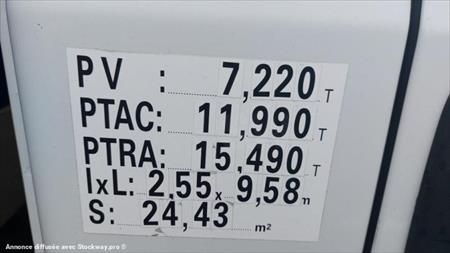 PV : 7,220 T
PTAC: 11,990 T
PTRA: 15,490 T
IxL: 2,55 x 9,58 m
S: 24,43 m²
Annonce diffusée avec Stockway.pro ©